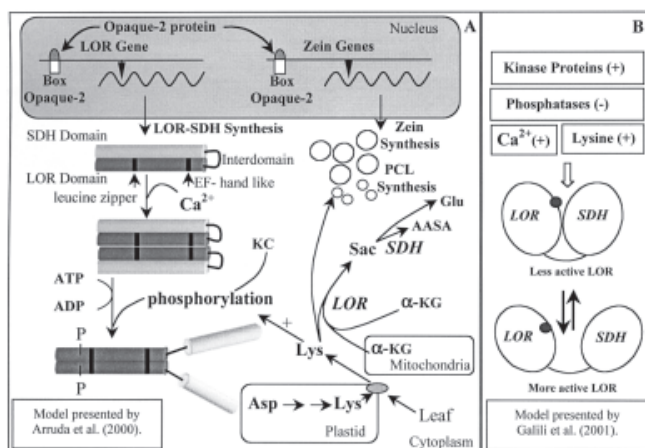 Nucleus
A
Opaque-2 protein
LOR Gene
Zein Genes
Box
Opaque-2
Box
Opaque-2
LOR-SDH Synthesis
Zein
Synthesis
SDH Domain
Interdomain
LOR Domain
leucine zipper
EF- hand like
Ca2+
PCL
Synthesis
Glu
AASA
Sac
SDH
KC
ATP
ADP
phosphorylation
LOR
α-KG
P
P
+
Lys
α-KG
Mitochondria
Asp
Lys
Plastid
Leaf
Cytoplasm
Model presented by
Arruda et al. (2000).
B
Kinase Proteins (+)
Phosphatases (-)
Ca2+(+)
Lysine (+)
LOR
SDH
Less active LOR
LOR
SDH
More active LOR
Model presented by
Galili et al. (2001).